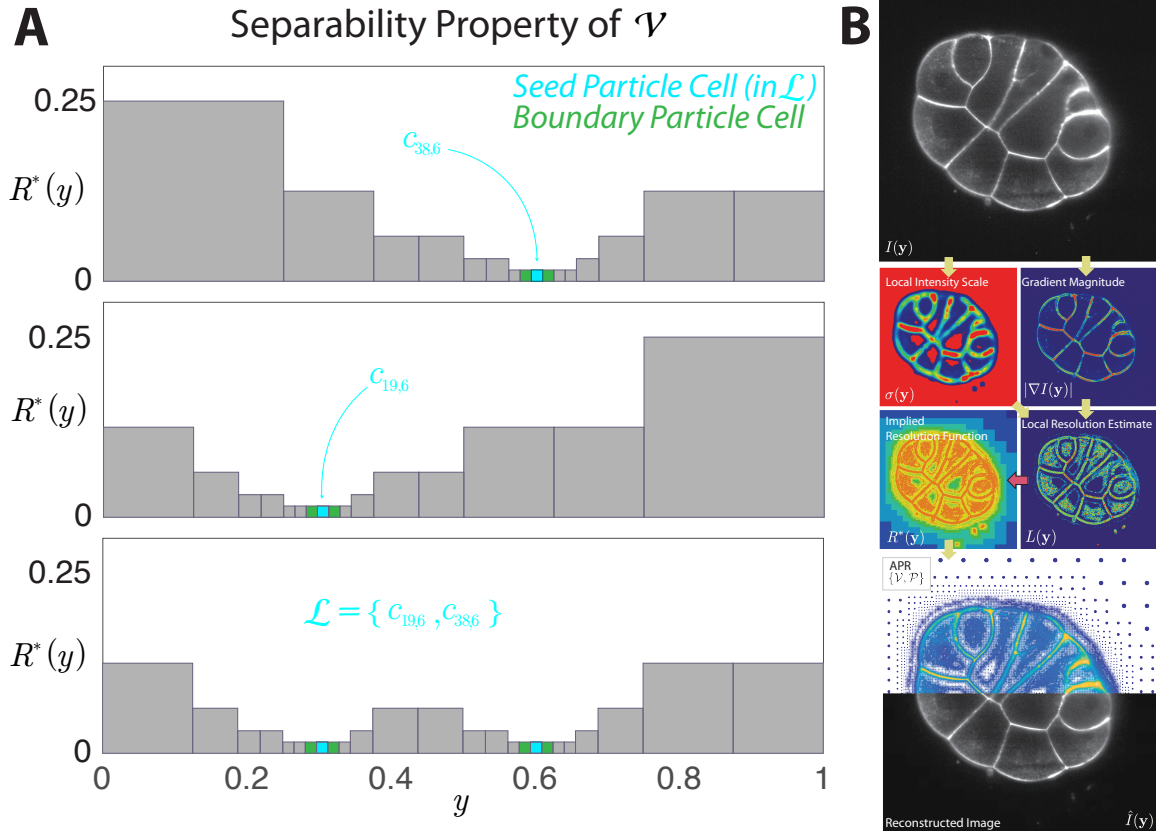 A
Separability Property of 𝒱
0.25
R*(y)
0
Seed Particle Cell (in ℒ)
Boundary Particle Cell
c38,6
0.25
R*(y)
0
c19,6
0.25
R*(y)
0
ℒ = { c19,6 , c38,6 }
0 0.2 0.4 0.6 0.8 1
y
B
I(y)
Local Intensity Scale
σ(y)
Gradient Magnitude
|∇I(y)|
Implied
Resolution Function
R*(y)
Local Resolution Estimate
L(y)
APR
{𝒱, 𝒫}
Reconstructed Image
Î(y)